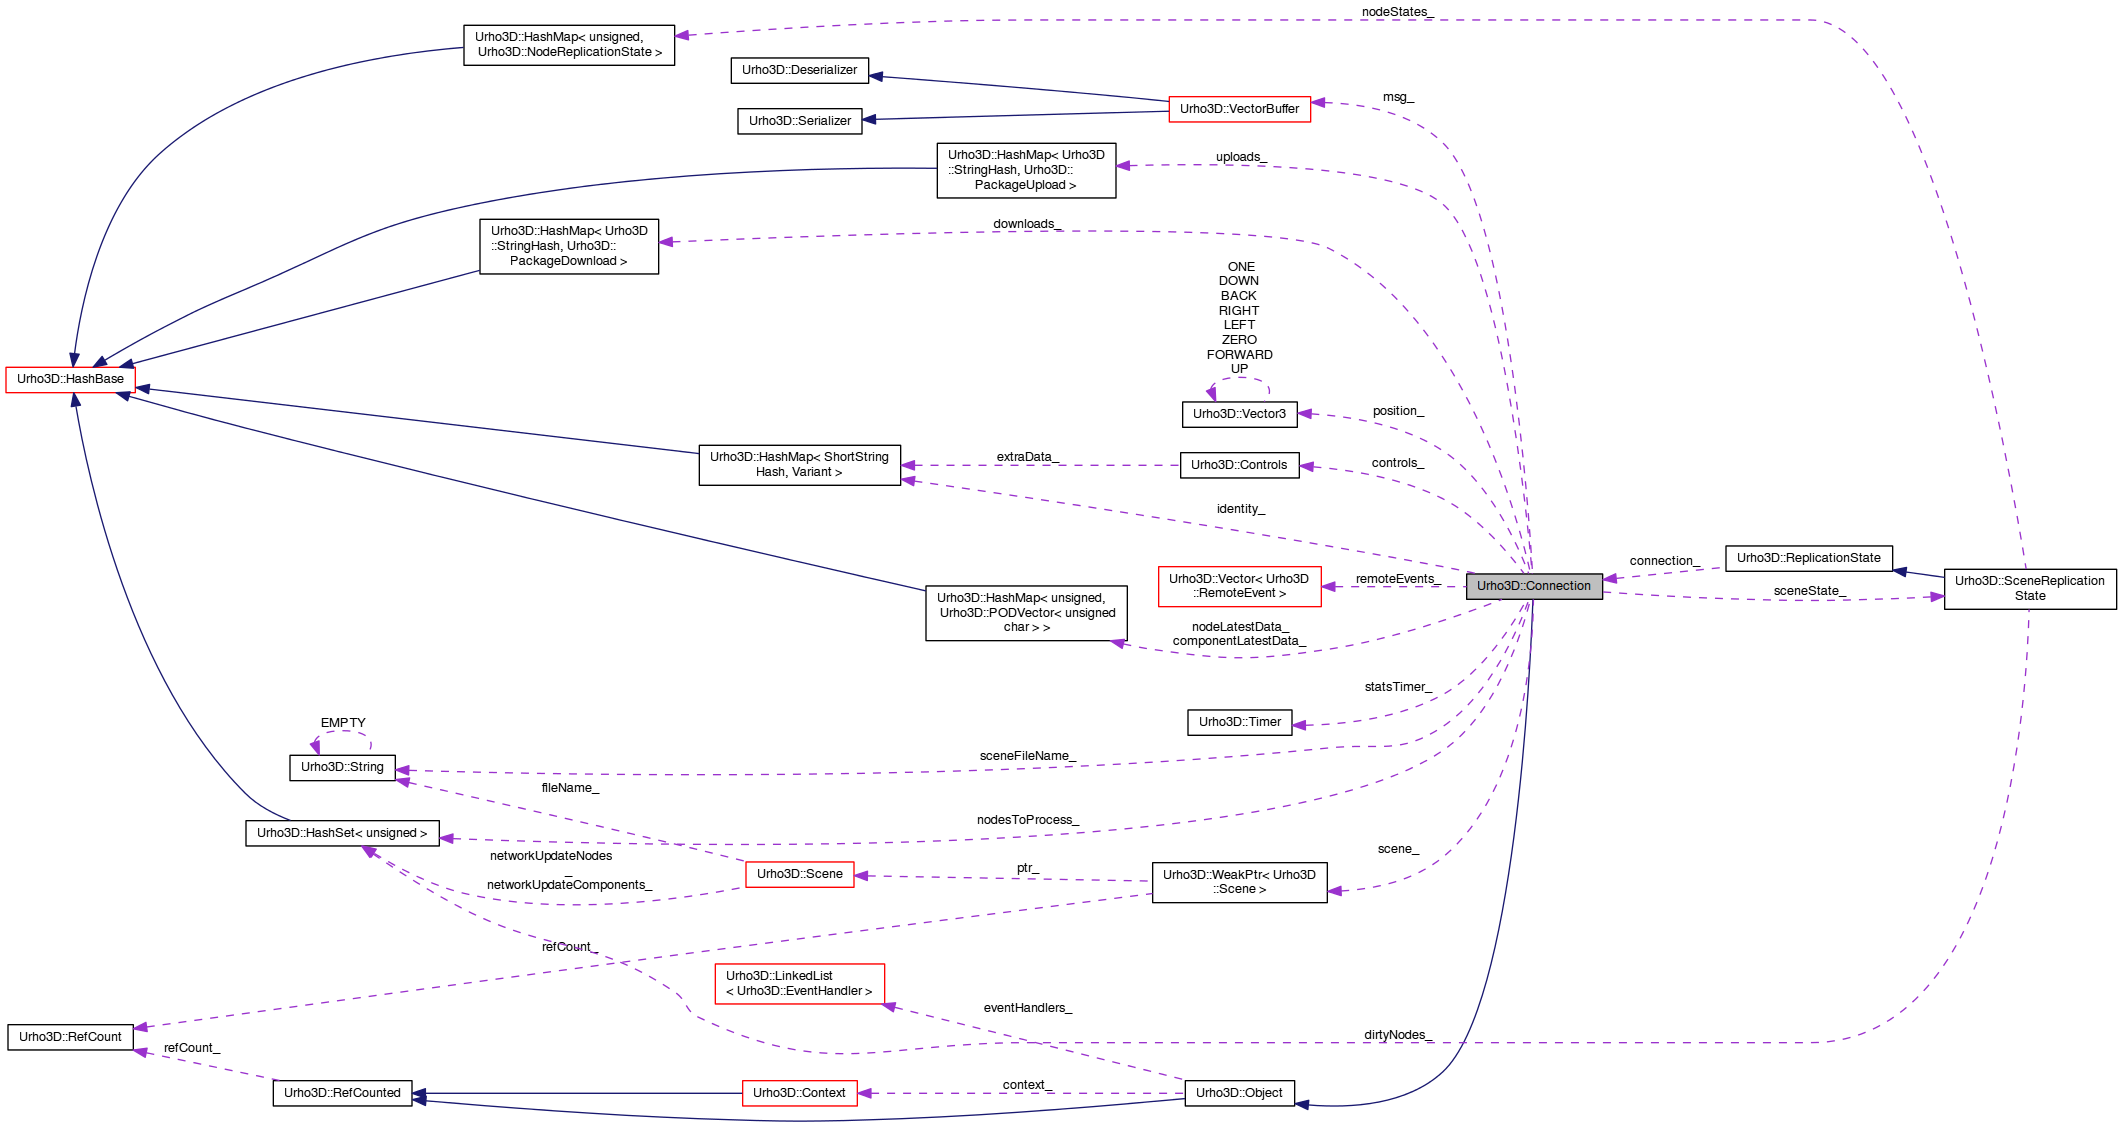 nodeStates_
Urho3D::HashMap< unsigned,
Urho3D::NodeReplicationState >
Urho3D::Deserializer
msg_
Urho3D::VectorBuffer
Urho3D::Serializer
Urho3D::HashMap< Urho3D
::StringHash, Urho3D::
PackageUpload >
uploads_
Urho3D::HashMap< Urho3D
::StringHash, Urho3D::
PackageDownload >
downloads_
ONE
DOWN
BACK
RIGHT
LEFT
ZERO
FORWARD
UP
Urho3D::HashBase
Urho3D::Vector3
position_
Urho3D::HashMap< ShortString
Hash, Variant >
extraData_
Urho3D::Controls
controls_
identity_
Urho3D::Vector< Urho3D
::RemoteEvent >
remoteEvents_
Urho3D::Connection
connection_
Urho3D::ReplicationState
sceneState_
Urho3D::SceneReplication
State
Urho3D::HashMap< unsigned,
Urho3D::PODVector< unsigned
char > >
nodeLatestData_
componentLatestData_
statsTimer_
Urho3D::Timer
EMPTY
Urho3D::String
sceneFileName_
fileName_
Urho3D::HashSet< unsigned >
nodesToProcess_
networkUpdateNodes
_
networkUpdateComponents_
Urho3D::Scene
ptr_
Urho3D::WeakPtr< Urho3D
::Scene >
scene_
refCount_
Urho3D::LinkedList
< Urho3D::EventHandler >
eventHandlers_
dirtyNodes_
Urho3D::RefCount
refCount_
Urho3D::RefCounted
Urho3D::Context
context_
Urho3D::Object